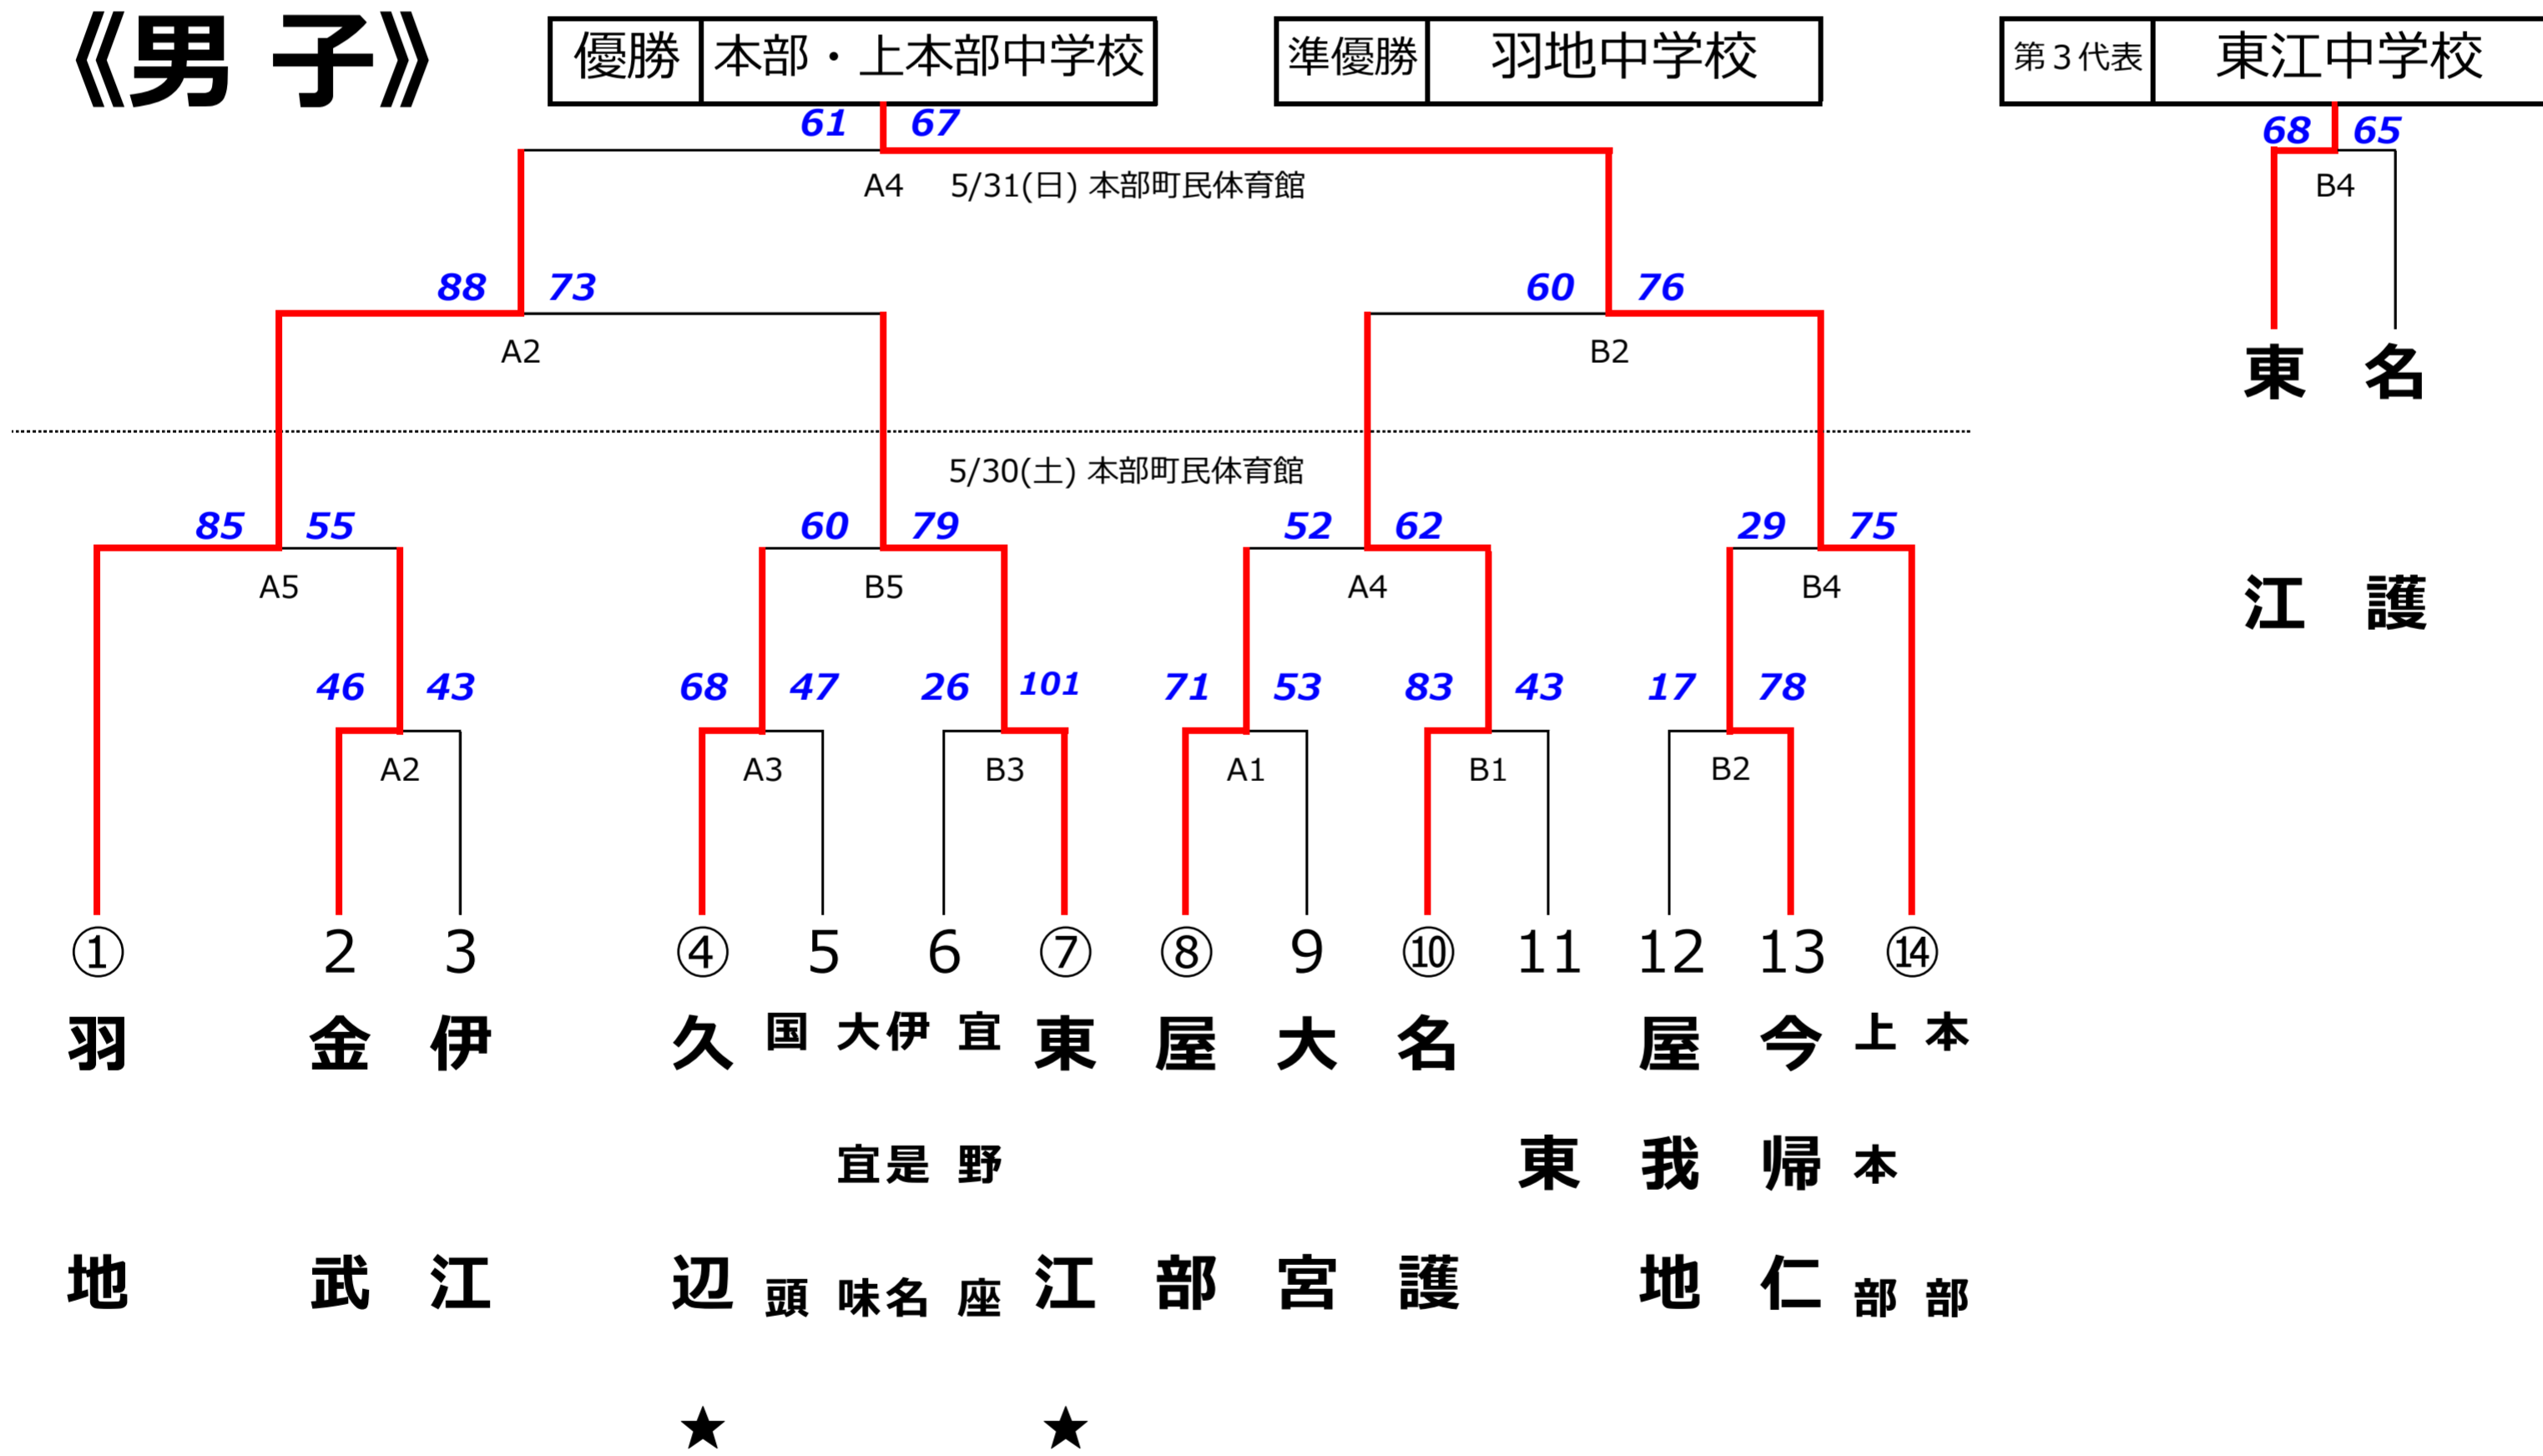 《男 子》
優勝 本部・上本部中学校
準優勝 羽地中学校
第３代表 東江中学校
61 67
68 65
A4 5/31(日) 本部町民体育館
B4
88 73
60 76
A2
B2
東江
名護
5/30(土) 本部町民体育館
85 55
60 79
52 62
29 75
A5
B5
A4
B4
46 43
68 47
26 101
71 53
83 43
17 78
A2
A3
B3
A1
B1
B2
① 羽地
2 金武
3 伊江
④ 久辺 ★
5 国頭 大宜味
6 伊是名 宜野座
⑦ 東江 ★
⑧ 屋部
9 大宮
⑩ 名護
11 東
12 屋我地
13 今帰仁
⑭ 上本部 本部